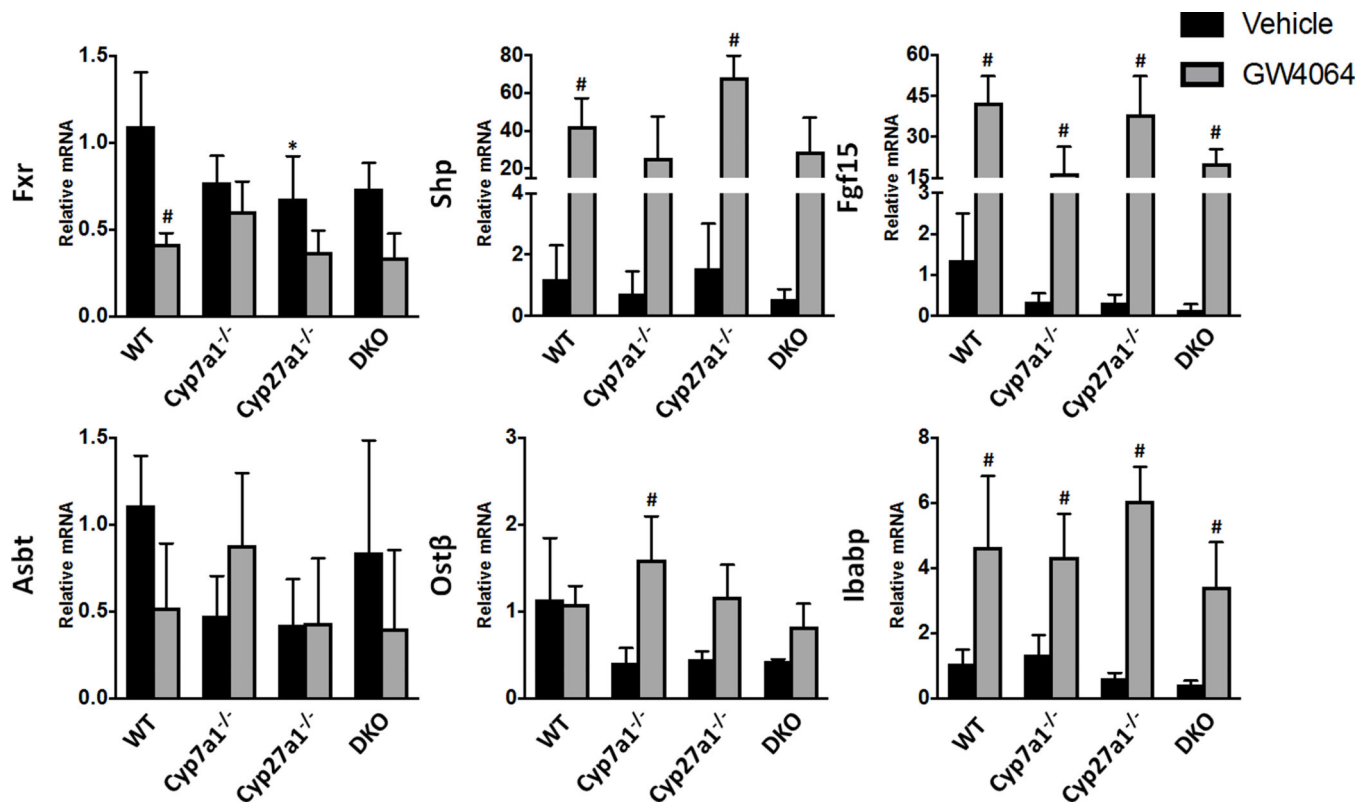 Vehicle
GW4064
Fxr
Relative mRNA
1.5
1.0
0.5
0.0
#
*
WT
Cyp7a1-/-
Cyp27a1-/-
DKO
Shp
Relative mRNA
80
60
40
20
4
2
0
#
#
WT
Cyp7a1-/-
Cyp27a1-/-
DKO
Fgf15
Relative mRNA
60
45
30
15
3
2
1
0
#
#
#
#
WT
Cyp7a1-/-
Cyp27a1-/-
DKO
Asbt
Relative mRNA
1.5
1.0
0.5
0.0
WT
Cyp7a1-/-
Cyp27a1-/-
DKO
Ostβ
Relative mRNA
3
2
1
0
#
WT
Cyp7a1-/-
Cyp27a1-/-
DKO
Ibabp
Relative mRNA
8
6
4
2
0
#
#
#
#
WT
Cyp7a1-/-
Cyp27a1-/-
DKO